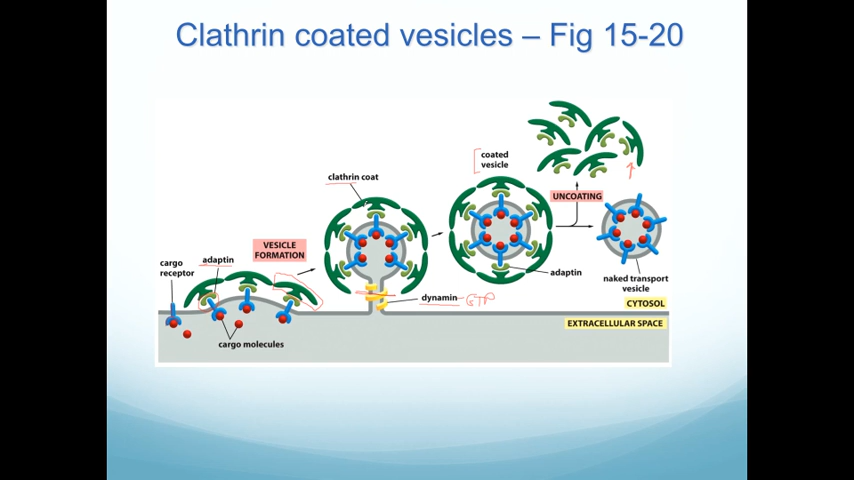 Clathrin coated vesicles – Fig 15-20
coated
vesicle
clathrin coat
UNCOATING
VESICLE
FORMATION
adaptin
cargo
receptor
adaptin
naked transport
vesicle
dynamin GTP
CYTOSOL
EXTRACELLULAR SPACE
cargo molecules